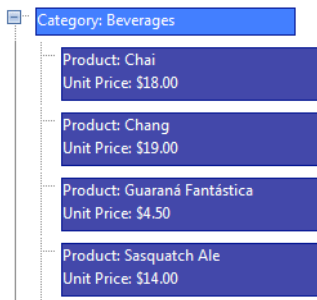 Category: Beverages
Product: Chai
Unit Price: $18.00
Product: Chang
Unit Price: $19.00
Product: Guaraná Fantástica
Unit Price: $4.50
Product: Sasquatch Ale
Unit Price: $14.00